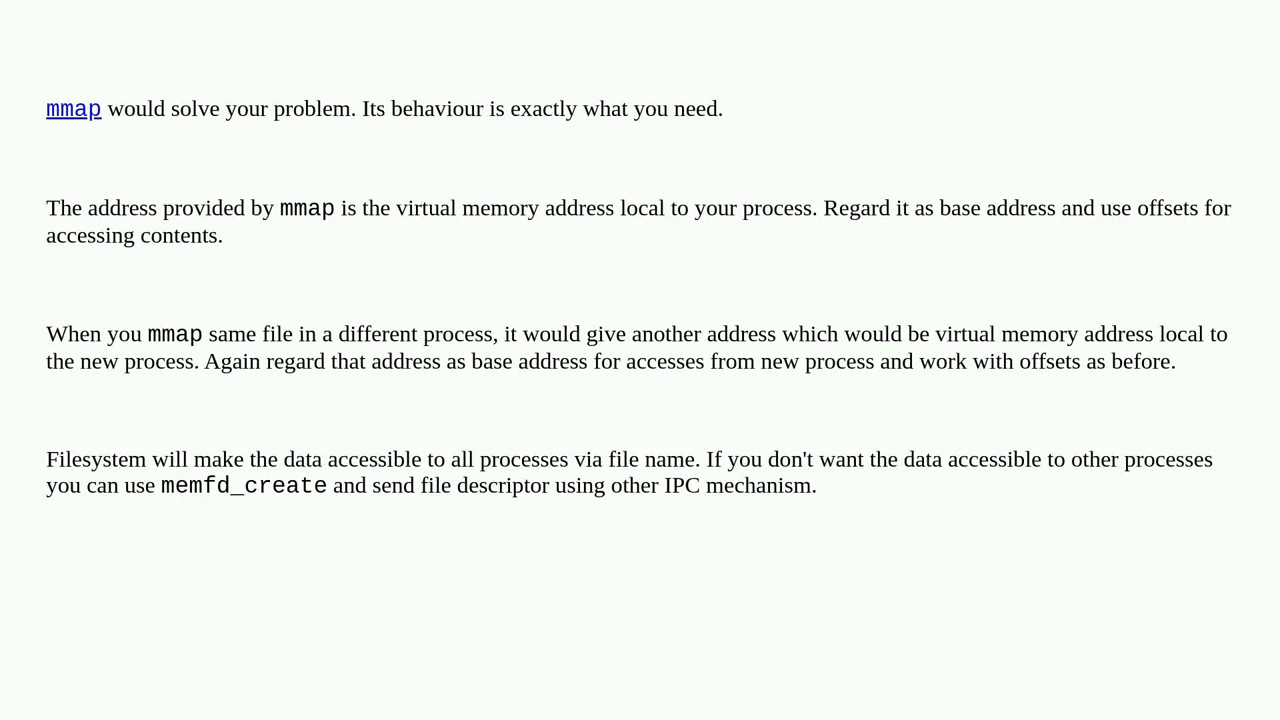 mmap would solve your problem. Its behaviour is exactly what you need.
The address provided by mmap is the virtual memory address local to your process. Regard it as base address and use offsets for
accessing contents.
When you mmap same file in a different process, it would give another address which would be virtual memory address local to
the new process. Again regard that address as base address for accesses from new process and work with offsets as before.
Filesystem will make the data accessible to all processes via file name. If you don't want the data accessible to other processes
you can use memfd_create and send file descriptor using other IPC mechanism.